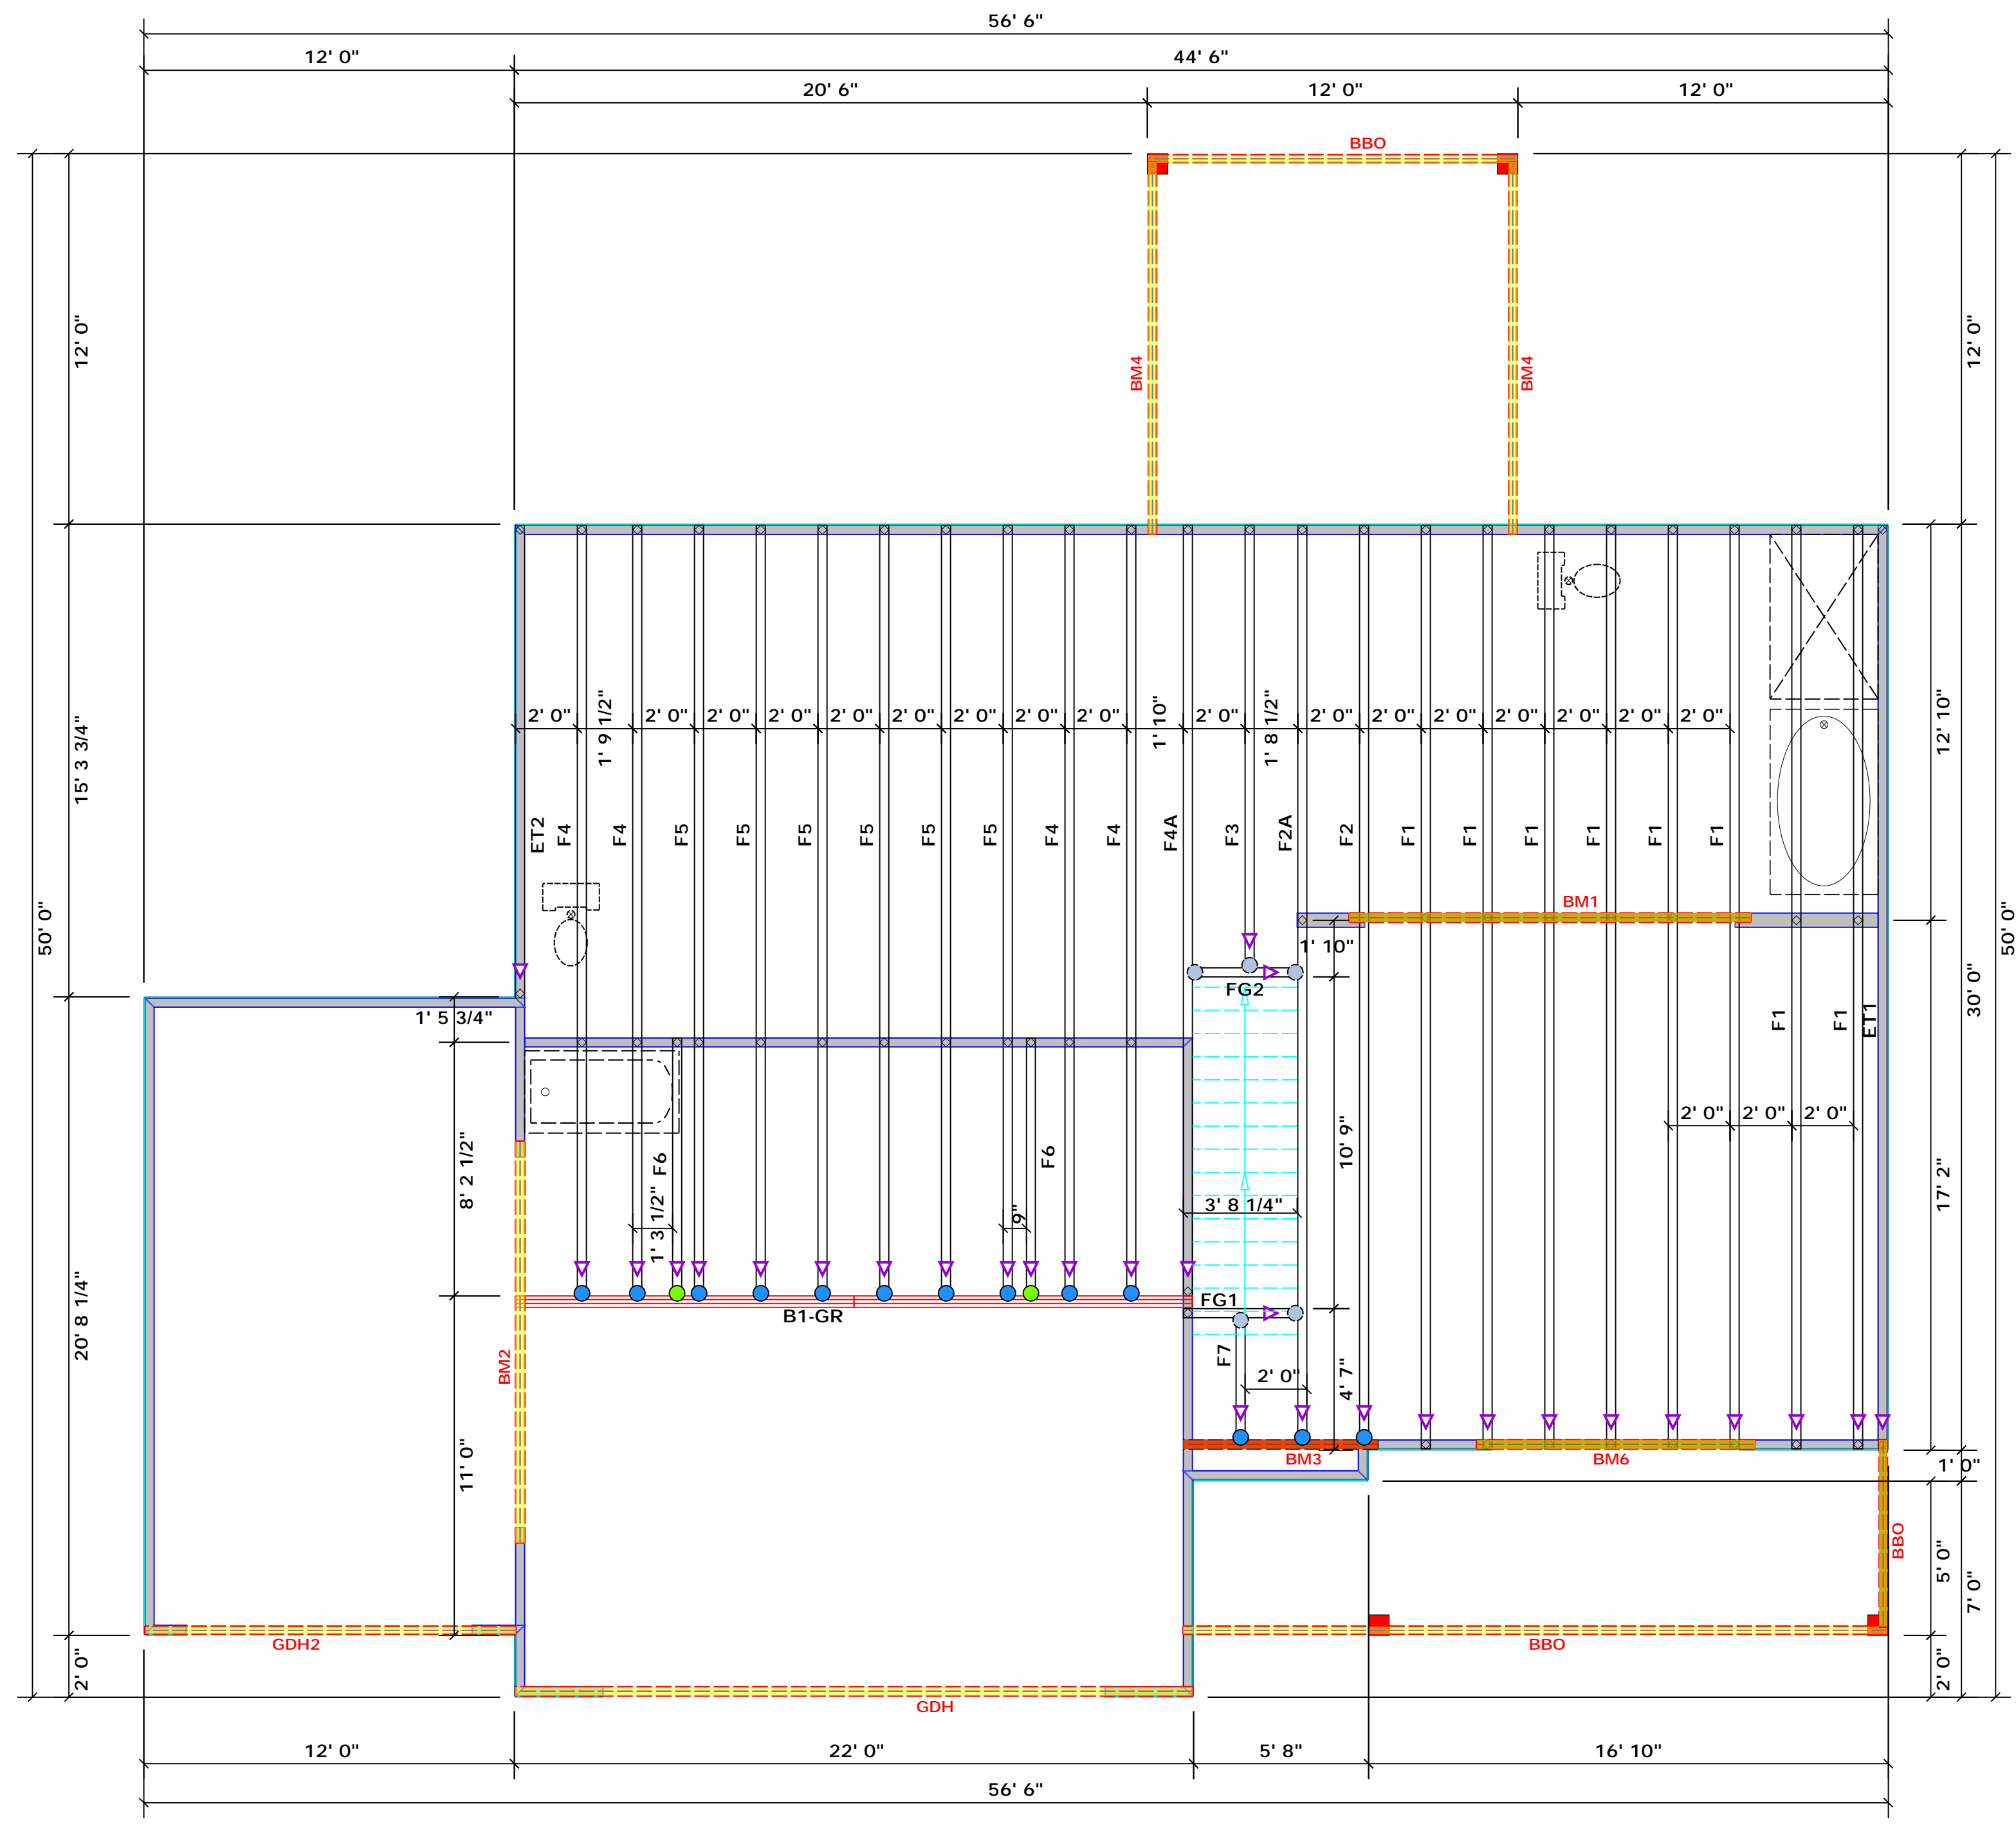 56' 6"
12' 0"
44' 6"
20' 6"
12' 0"
12' 0"
BBO
12' 0"
BM4
BM4
12' 0"
15' 3 3/4"
2' 0"
1' 9 1/2"
2' 0"
2' 0"
2' 0"
2' 0"
2' 0"
2' 0"
2' 0"
2' 0"
1' 10"
2' 0"
1' 8 1/2"
2' 0"
2' 0"
2' 0"
2' 0"
2' 0"
2' 0"
2' 0"
12' 10"
ET2
F4
F4
F5
F5
F5
F5
F5
F5
F4
F4
F4A
F3
F2A
F2
F1
F1
F1
F1
F1
F1
BM1
50' 0"
1' 10"
50' 0"
FG2
1' 5 3/4"
F1
F1
ET1
30' 0"
8' 2 1/2"
F6
F6
10' 9"
2' 0"
2' 0"
2' 0"
17' 2"
1' 3 1/2"
9"
3' 8 1/4"
20' 8 1/4"
FG1
B1-GR
BM2
F7
2' 0"
4' 7"
11' 0"
BM3
BM6
1' 0"
BBO
5' 0"
7' 0"
GDH2
BBO
2' 0"
2' 0"
GDH
12' 0"
22' 0"
5' 8"
16' 10"
56' 6"